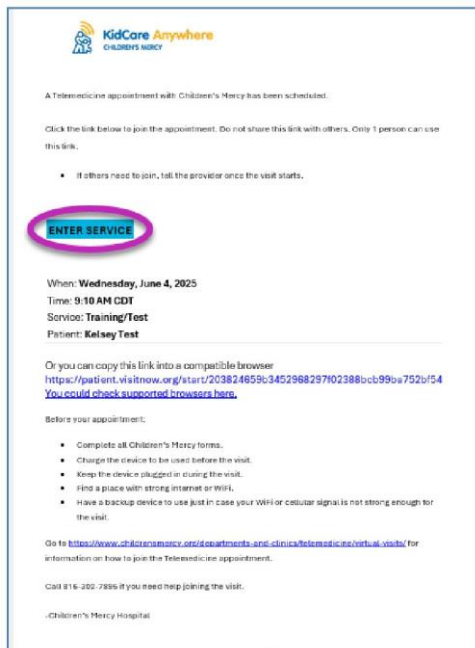 KidCare Anywhere
CHILDREN'S MERCY
A Telemedicine appointment with Children's Mercy has been scheduled.
Click the link below to join the appointment. Do not share this link with others. Only 1 person can use
this link.
• If others need to join, tell the provider once the visit starts.
ENTER SERVICE
When: Wednesday, June 4, 2025
Time: 9:10 AM CDT
Service: Training/Test
Patient: Kelsey Test
Or you can copy this link into a compatible browser
https://patient.visitnow.org/start/203824659b3452968297f02388bcb99ba752bf54
You could check supported browsers here.
Before your appointment:
• Complete all Children's Mercy forms.
• Charge the device to be used before the visit.
• Keep the device plugged in during the visit.
• Find a place with strong internet or WiFi.
• Have a backup device to use just in case your WiFi or cellular signal is not strong enough for
the visit.
Go to https://www.childrensmercy.org/departments-and-clinics/telemedicine/virtual-visits/ for
information on how to join the Telemedicine appointment.
Call 816-302-7895 if you need help joining the visit.
-Children's Mercy Hospital